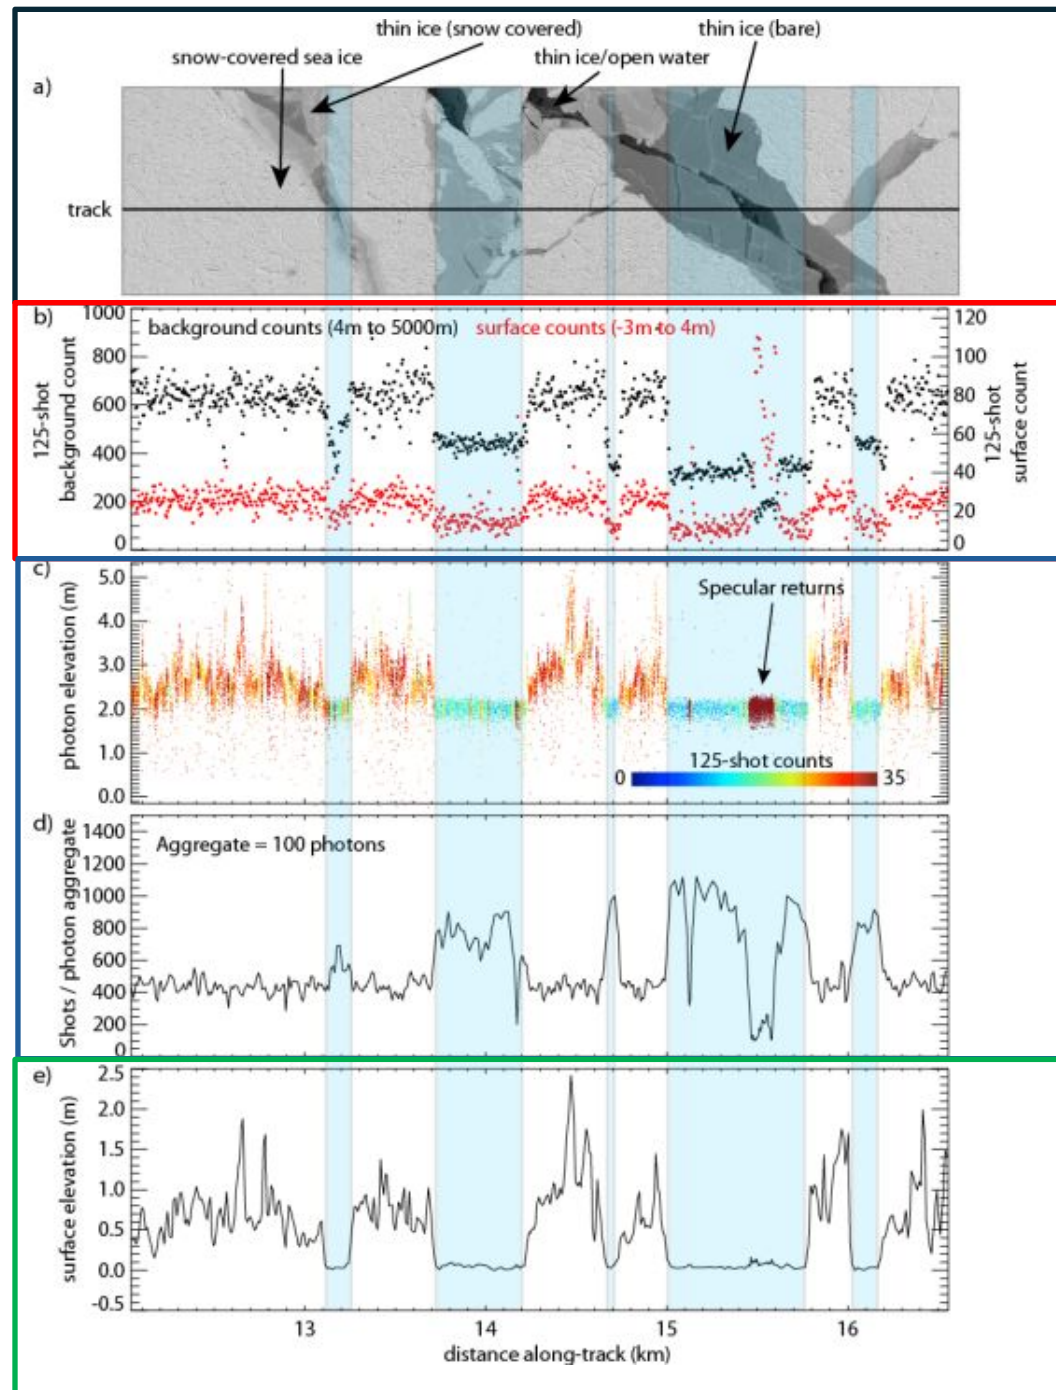 thin ice (snow covered)
thin ice (bare)
snow-covered sea ice
thin ice/open water
a)
track
b)
background counts (4m to 5000m)
surface counts (-3m to 4m)
1000
800
600
400
200
0
125-shot
background count
120
100
80
60
40
20
0
125-shot
surface count
c)
5.0
4.0
3.0
2.0
1.0
0.0
photon elevation (m)
Specular returns
125-shot counts
0
35
d)
Aggregate = 100 photons
1400
1200
1000
800
600
400
200
0
Shots / photon aggregate
e)
2.5
2.0
1.5
1.0
0.5
0.0
-0.5
surface elevation (m)
13
14
15
16
distance along-track (km)